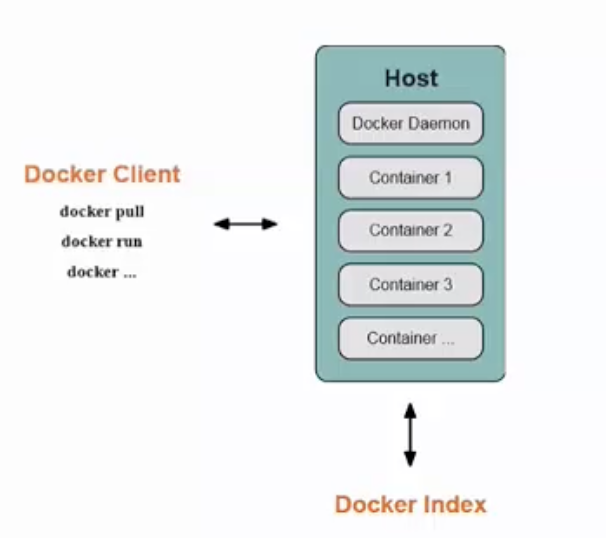 Host
Docker Daemon
Docker Client
Container 1
docker pull
docker run
Container 2
docker ...
Container 3
Container ...
Docker Index